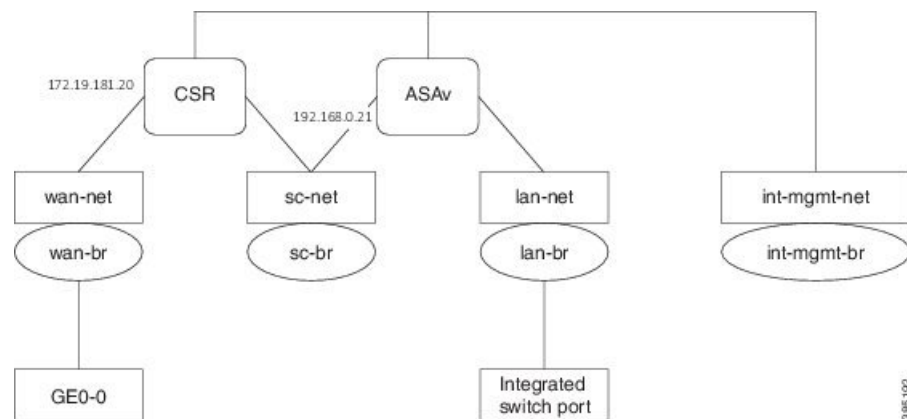 172.19.181.20
CSR
192.168.0.21
ASAv
wan-net
sc-net
lan-net
int-mgmt-net
wan-br
sc-br
lan-br
int-mgmt-br
GE0-0
Integrated
switch port